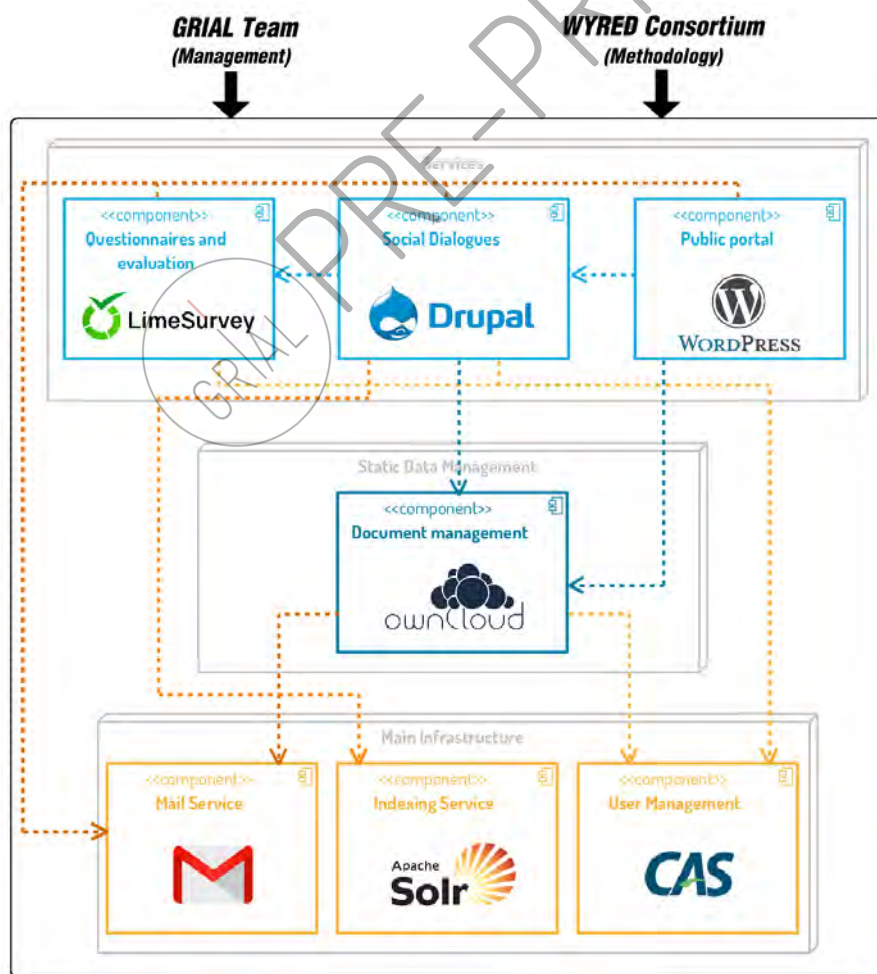 GRIAL Team
(Management)
WYRED Consortium
(Methodology)
PRE-PR
Services
<<component>>
Questionnaires and
evaluation
LimeSurvey
<<component>>
Social Dialogues
Drupal
<<component>>
Public portal
WORDPRESS
GRIAL
Static Data Management
<<component>>
Document management
ownCloud
Main Infrastructure
<<component>>
Mail Service
<<component>>
Indexing Service
Apache
Solr
<<component>>
User Management
CAS